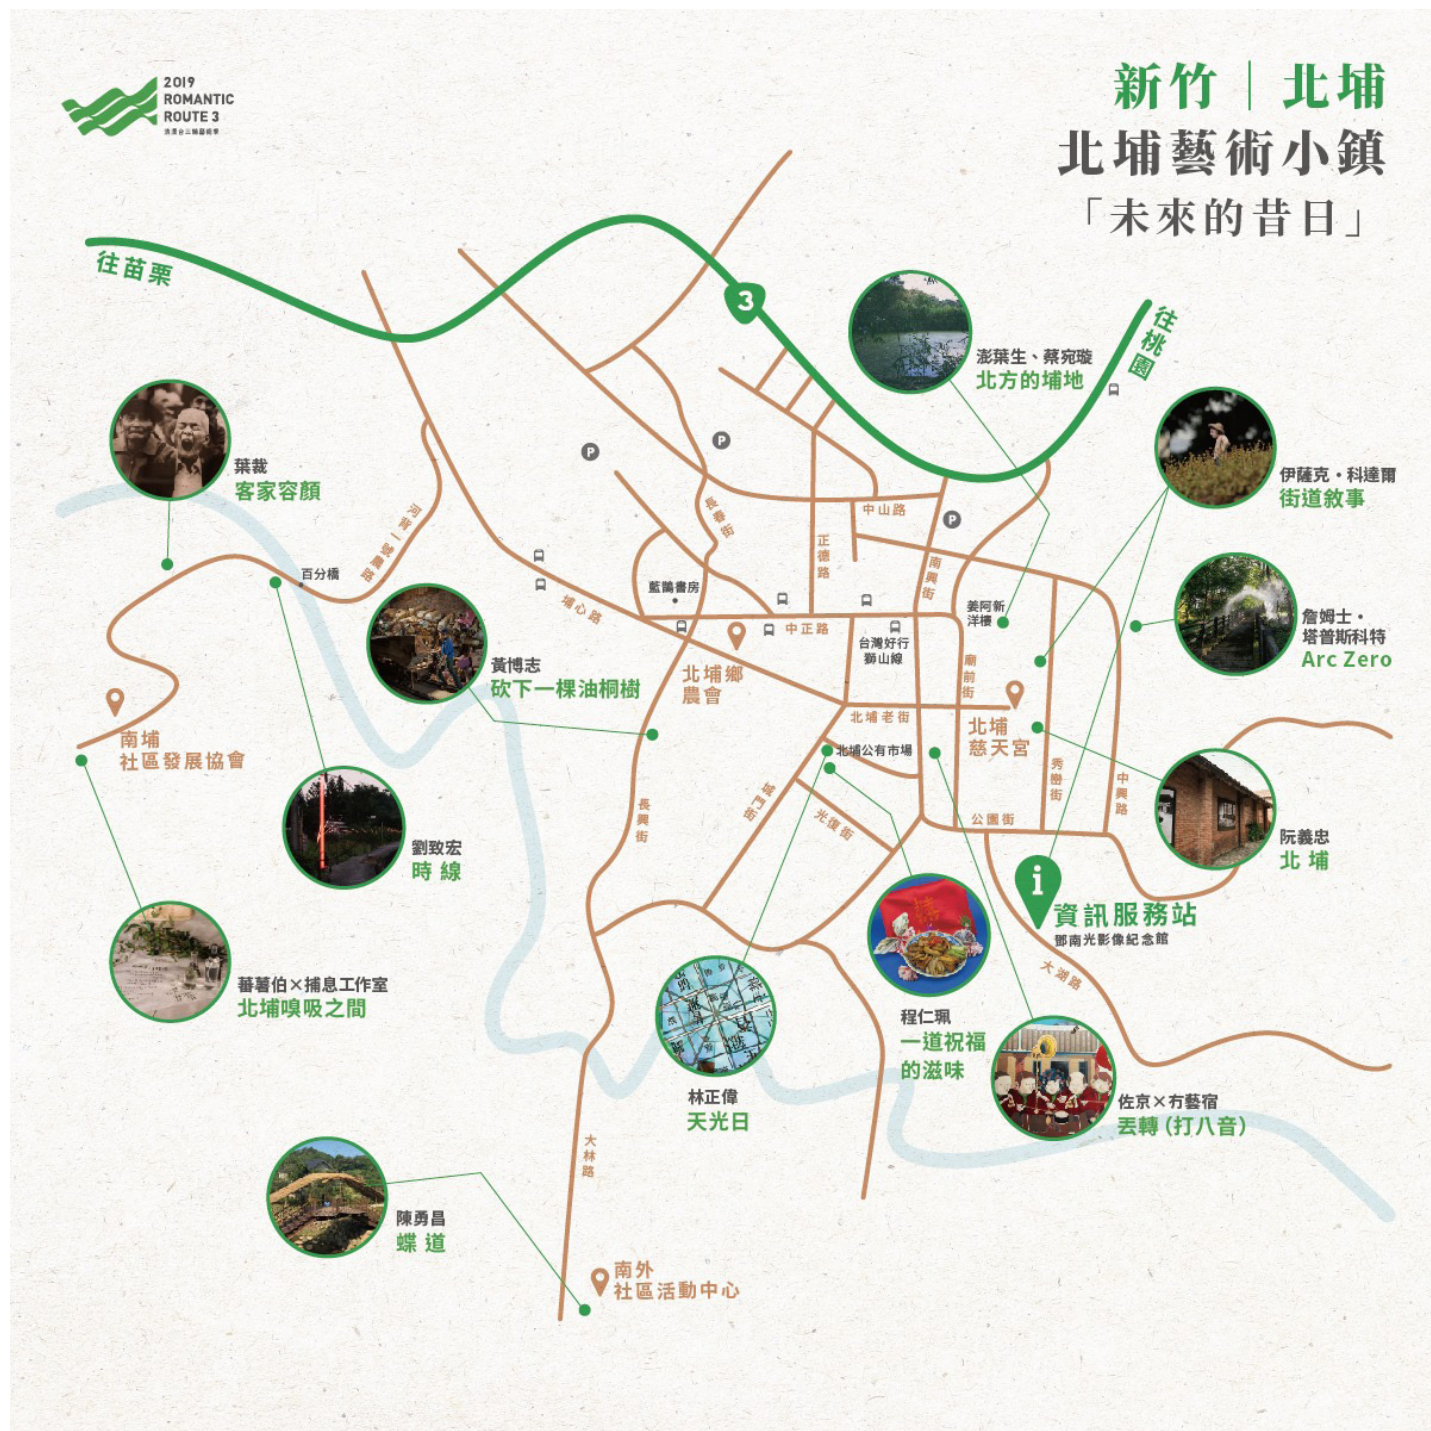 2019
ROMANTIC
ROUTE 3
浪漫台三線藝術季
新竹｜北埔
北埔藝術小鎮
「未來的昔日」
往苗栗
3
往桃園
澎葉生、蔡宛璇
北方的埔地
伊薩克・科達爾
街道敘事
葉裁
客家容顏
河背一號農路
百分橋
P
P
P
長春街
中山路
正德路
南興街
藍鵲書房
埔心路
中正路
姜阿新
洋樓
台灣好行
獅山線
廟前街
詹姆士・
塔普斯科特
Arc Zero
黃博志
砍下一棵油桐樹
北埔鄉
農會
北埔老街
北埔
慈天宮
北埔公有市場
南埔
社區發展協會
秀巒街
中興路
長興街
城門街
光復街
公園街
劉致宏
時 線
阮義忠
北 埔
i
資訊服務站
鄧南光影像紀念館
大湖路
蕃薯伯×捕息工作室
北埔嗅吸之間
程仁珮
一道祝福
的滋味
林正偉
天光日
佐京×冇藝宿
丟轉（打八音）
大林路
陳勇昌
蝶 道
南外
社區活動中心